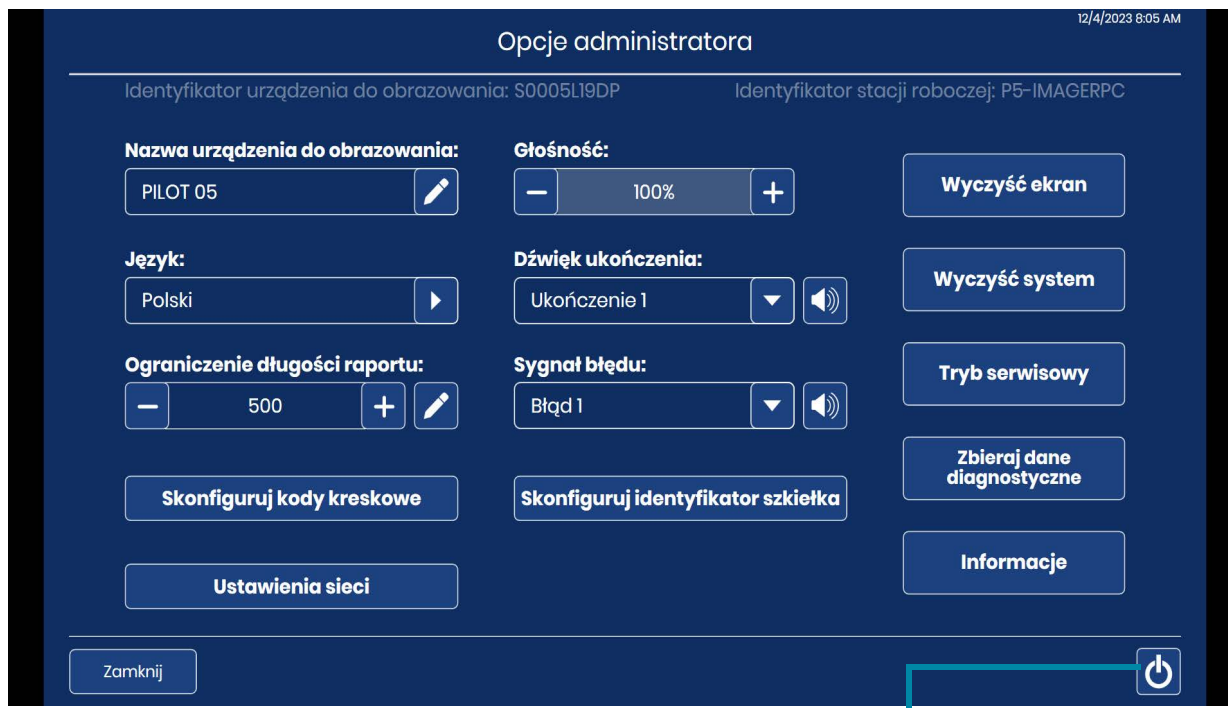 12/4/2023 8:05 AM
Opcje administratora
Identyfikator urządzenia do obrazowania: S0005L19DP
Identyfikator stacji roboczej: P5-IMAGERPC
Nazwa urządzenia do obrazowania:
PILOT 05
Głośność:
100%
Wyczyść ekran
Język:
Polski
Dźwięk ukończenia:
Ukończenie 1
Wyczyść system
Ograniczenie długości raportu:
500
Sygnał błędu:
Błąd 1
Tryb serwisowy
Zbieraj dane
diagnostyczne
Skonfiguruj kody kreskowe
Skonfiguruj identyfikator szkiełka
Informacje
Ustawienia sieci
Zamknij